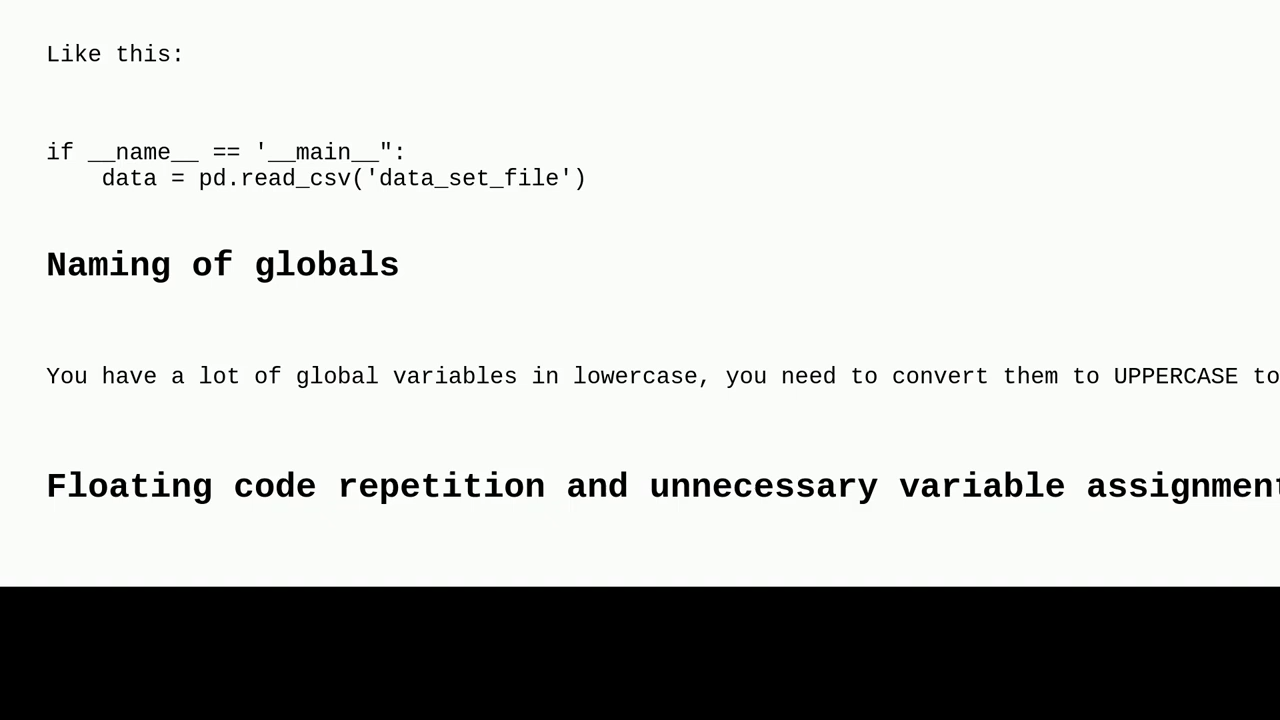 Like this:
if __name__ == '__main__":
    data = pd.read_csv('data_set_file')
Naming of globals
You have a lot of global variables in lowercase, you need to convert them to UPPERCASE to
Floating code repetition and unnecessary variable assignment